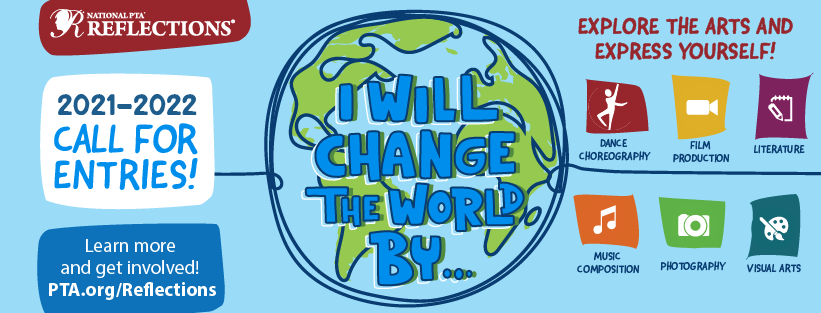 NATIONAL PTA®
REFLECTIONS®
2021–2022
CALL FOR
ENTRIES!
Learn more
and get involved!
PTA.org/Reflections
I WILL
CHANGE
THE WORLD
BY...
EXPLORE THE ARTS AND
EXPRESS YOURSELF!
DANCE
CHOREOGRAPHY
FILM
PRODUCTION
LITERATURE
MUSIC
COMPOSITION
PHOTOGRAPHY
VISUAL ARTS